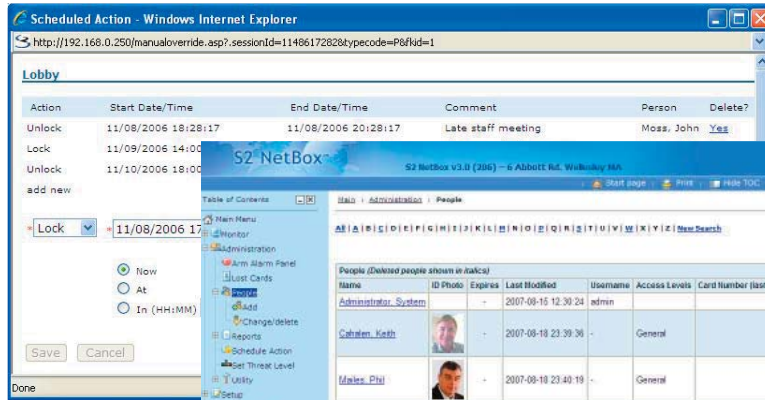 Scheduled Action - Windows Internet Explorer
http://192.168.0.250/manualoverride.asp?.sessionId=1148617282&typecode=P&fkid=1
Lobby
Action Start Date/Time End Date/Time Comment Person Delete?
Unlock 11/08/2006 18:28:17 11/08/2006 20:28:17 Late staff meeting Moss, John Yes
Lock 11/09/2006 14:00
Unlock 11/10/2006 18:00
add new
* Lock * 11/08/2006 17
Now
At
In (HH:MM)
Save Cancel
Done
S2 NetBox
S2 NetBox v3.0 (206) - 6 Abbott Rd, Wellesley MA
Start page Print Hide TOC
Table of Contents
Main Menu
Monitor
Administration
Arm Alarm Panel
Lost Cards
People
Add
Change/delete
Reports
Schedule Action
Set Threat Level
Utility
Setup
Main : Administration : People
All | A | B | C | D | E | F | G | H | I | J | K | L | M | N | O | P | Q | R | S | T | U | V | W | X | Y | Z | New Search
People (Deleted people shown in italics)
Name ID Photo Expires Last Modified Username Access Levels Card Number (last
Administrator, System - 2007-08-15 12:30:24 admin
Cahalen, Keith - 2007-08-18 23:39:36 - General
Mailes, Phil - 2007-08-18 23:40:19 - General